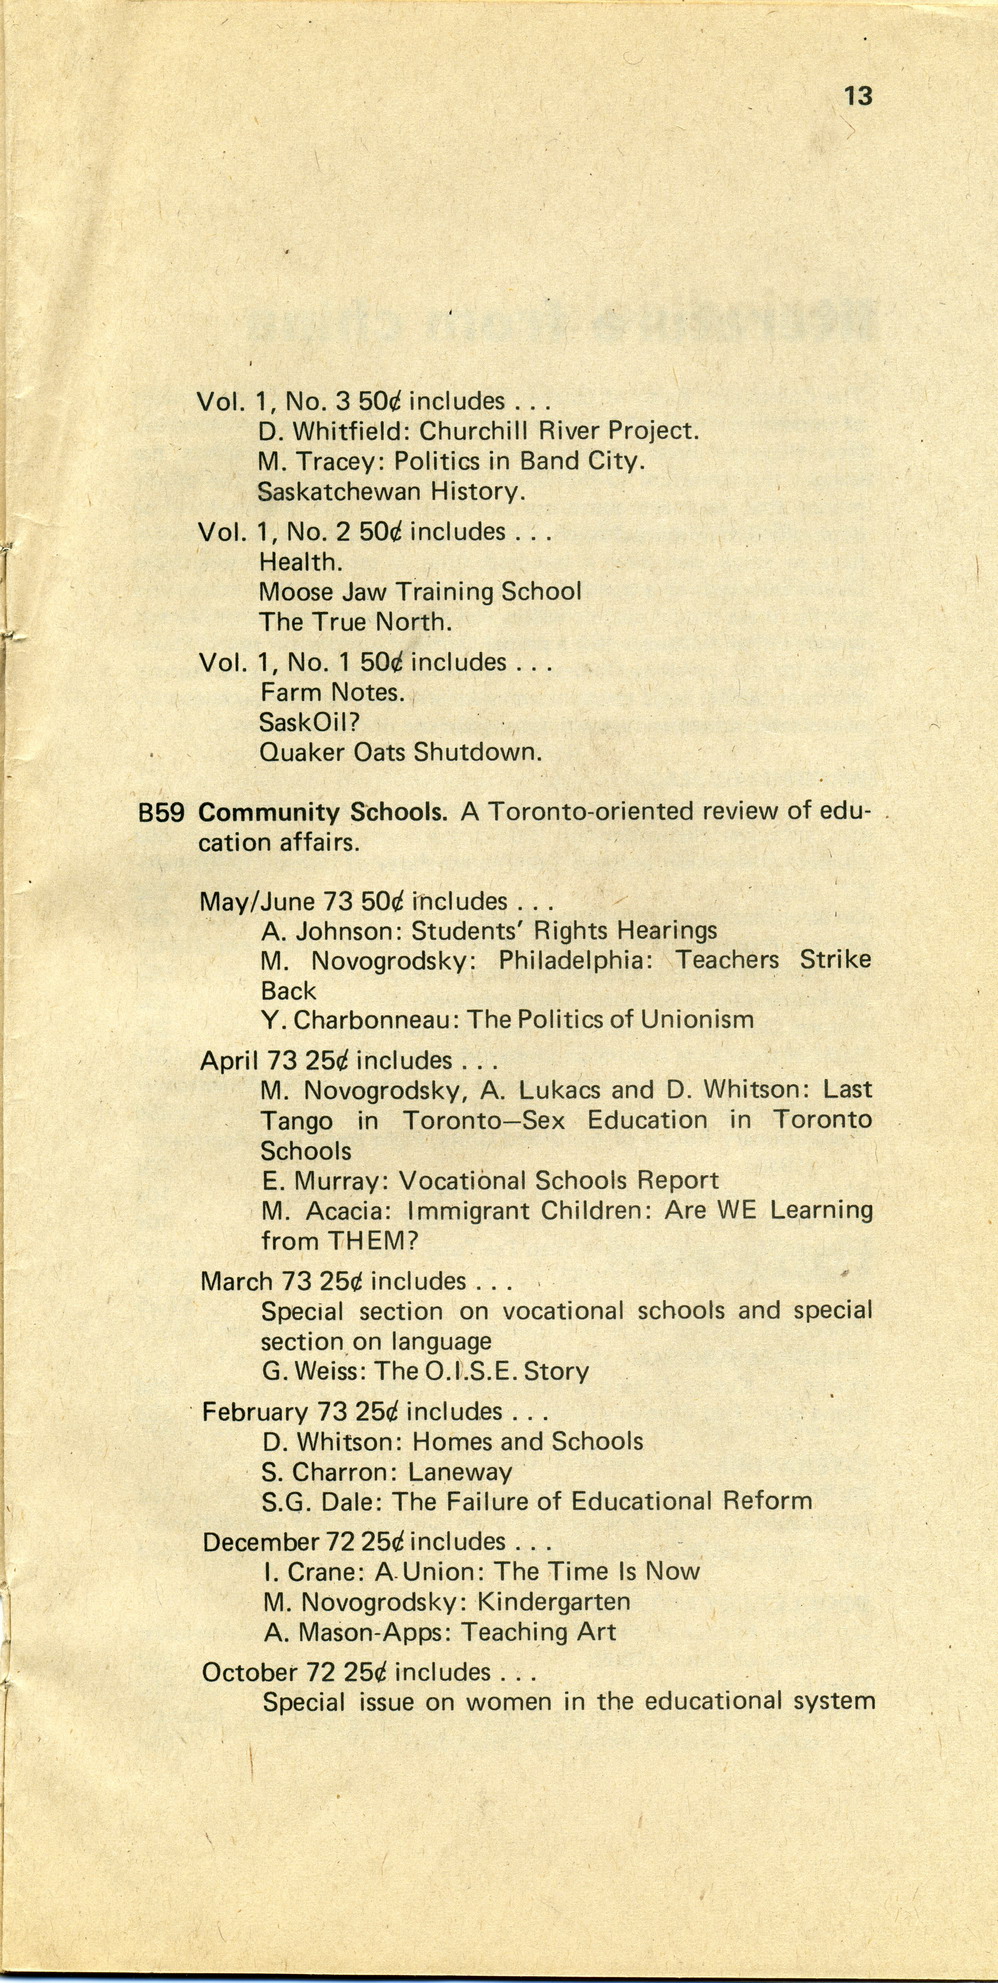 13
Vol. 1, No. 3 50¢ includes . . .
D. Whitfield: Churchill River Project.
M. Tracey: Politics in Band City.
Saskatchewan History.
Vol. 1, No. 2 50¢ includes . . .
Health.
Moose Jaw Training School
The True North.
Vol. 1, No. 1 50¢ includes . . .
Farm Notes.
SaskOil?
Quaker Oats Shutdown.
B59 Community Schools. A Toronto-oriented review of edu-
cation affairs.
May/June 73 50¢ includes . . .
A. Johnson: Students' Rights Hearings
M. Novogrodsky: Philadelphia: Teachers Strike
Back
Y. Charbonneau: The Politics of Unionism
April 73 25¢ includes . . .
M. Novogrodsky, A. Lukacs and D. Whitson: Last
Tango in Toronto—Sex Education in Toronto
Schools
E. Murray: Vocational Schools Report
M. Acacia: Immigrant Children: Are WE Learning
from THEM?
March 73 25¢ includes . . .
Special section on vocational schools and special
section on language
G. Weiss: The O.I.S.E. Story
February 73 25¢ includes . . .
D. Whitson: Homes and Schools
S. Charron: Laneway
S.G. Dale: The Failure of Educational Reform
December 72 25¢ includes . . .
I. Crane: A Union: The Time Is Now
M. Novogrodsky: Kindergarten
A. Mason-Apps: Teaching Art
October 72 25¢ includes . . .
Special issue on women in the educational system